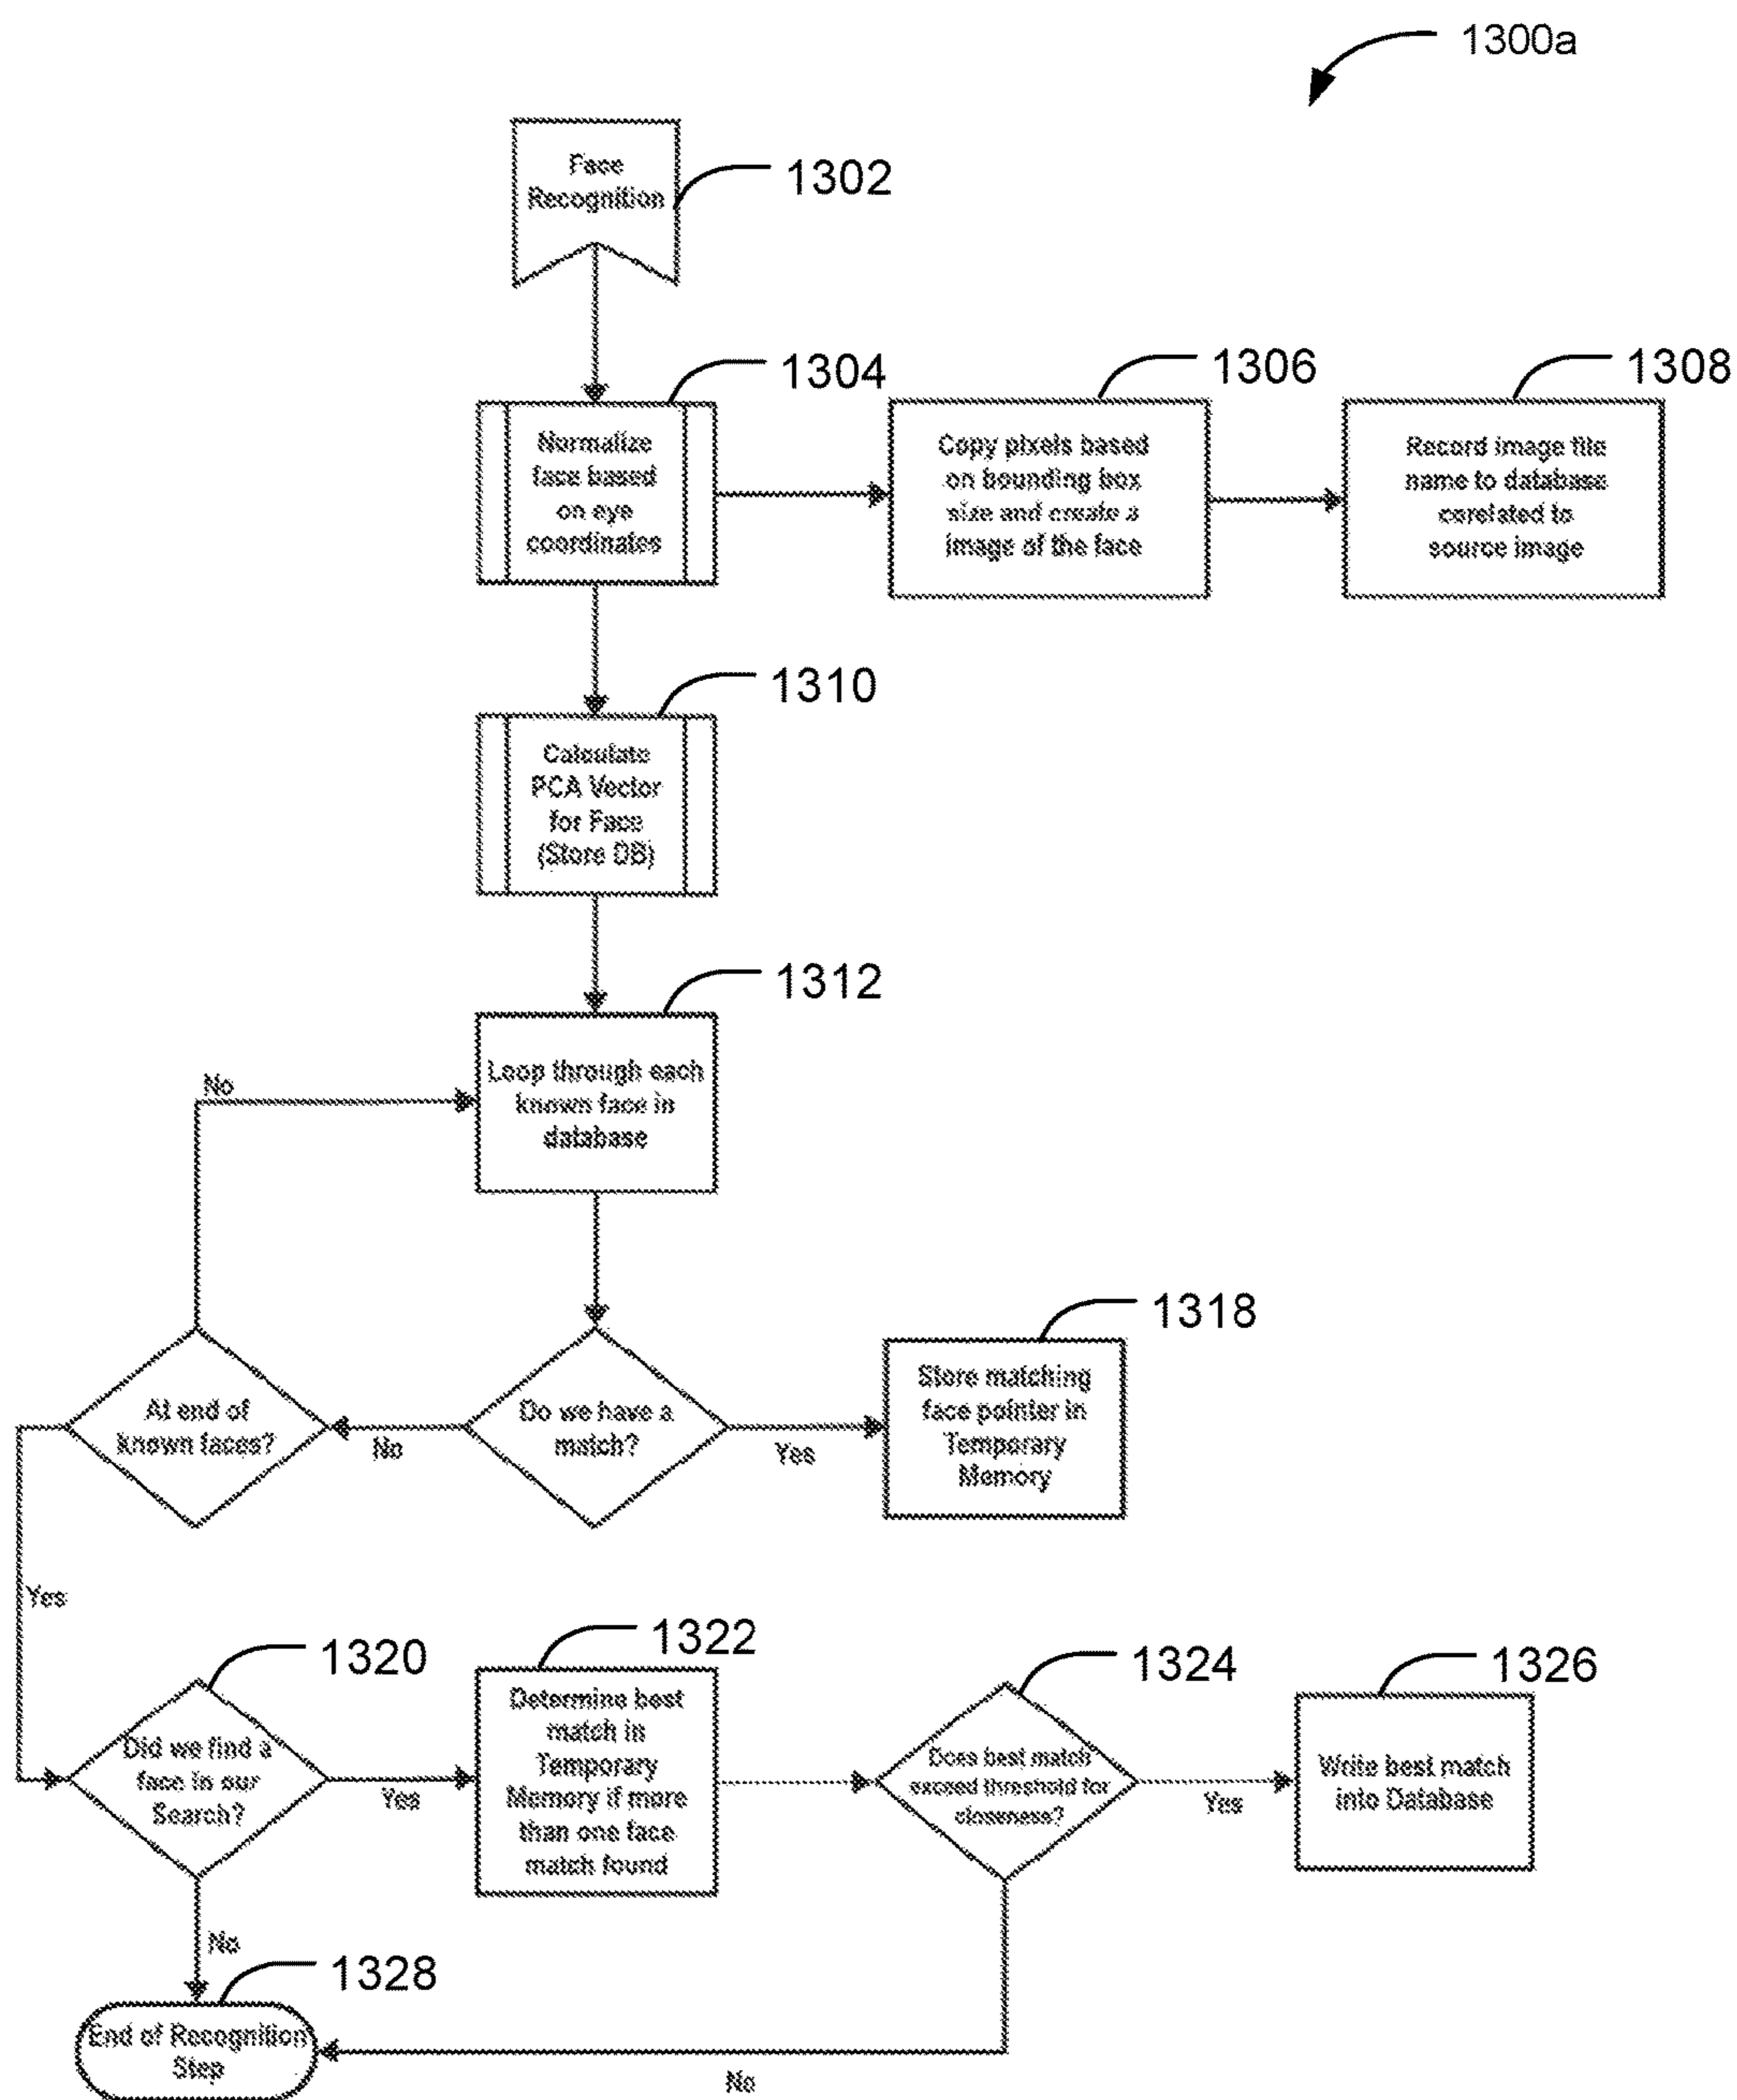 1300a
Face
Recognition
1302
1304
Normalize
face based
on eye
coordinates
1306
Copy pixels based
on bounding box
size and create a
image of the face
1308
Record image file
name to database
corelated to
source image
1310
Calculate
PCA Vector
for Face
(Store DB)
1312
Loop through each
known face in
database
No
At end of
known faces?
No
Do we have a
match?
Yes
1318
Store matching
face pointer in
Temporary
Memory
Yes
1320
Did we find a
face in our
Search?
Yes
1322
Determine best
match in
Temporary
Memory if more
than one face
match found
1324
Does best match
exceed threshold for
closeness?
Yes
1326
Write best match
into Database
No
1328
End of Recognition
Step
No